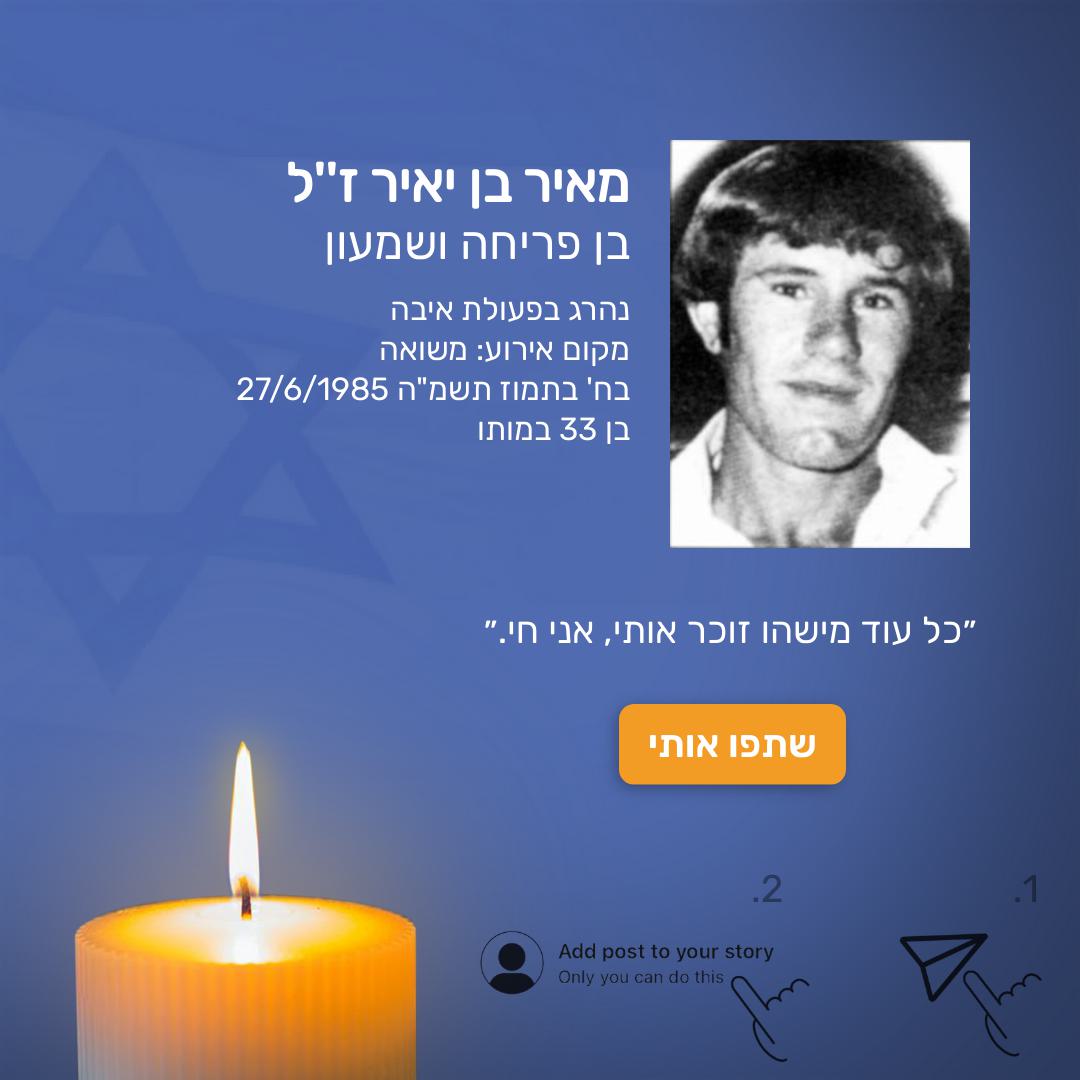 מאיר בן יאיר ז"ל
בן פריחה ושמעון
נהרג בפעולת איבה
מקום אירוע: משואה
בח' בתמוז תשמ"ה 27/6/1985
בן 33 במותו
״כל עוד מישהו זוכר אותי, אני חי.״
שתפו אותי
.1
.2
Add post to your story
Only you can do this